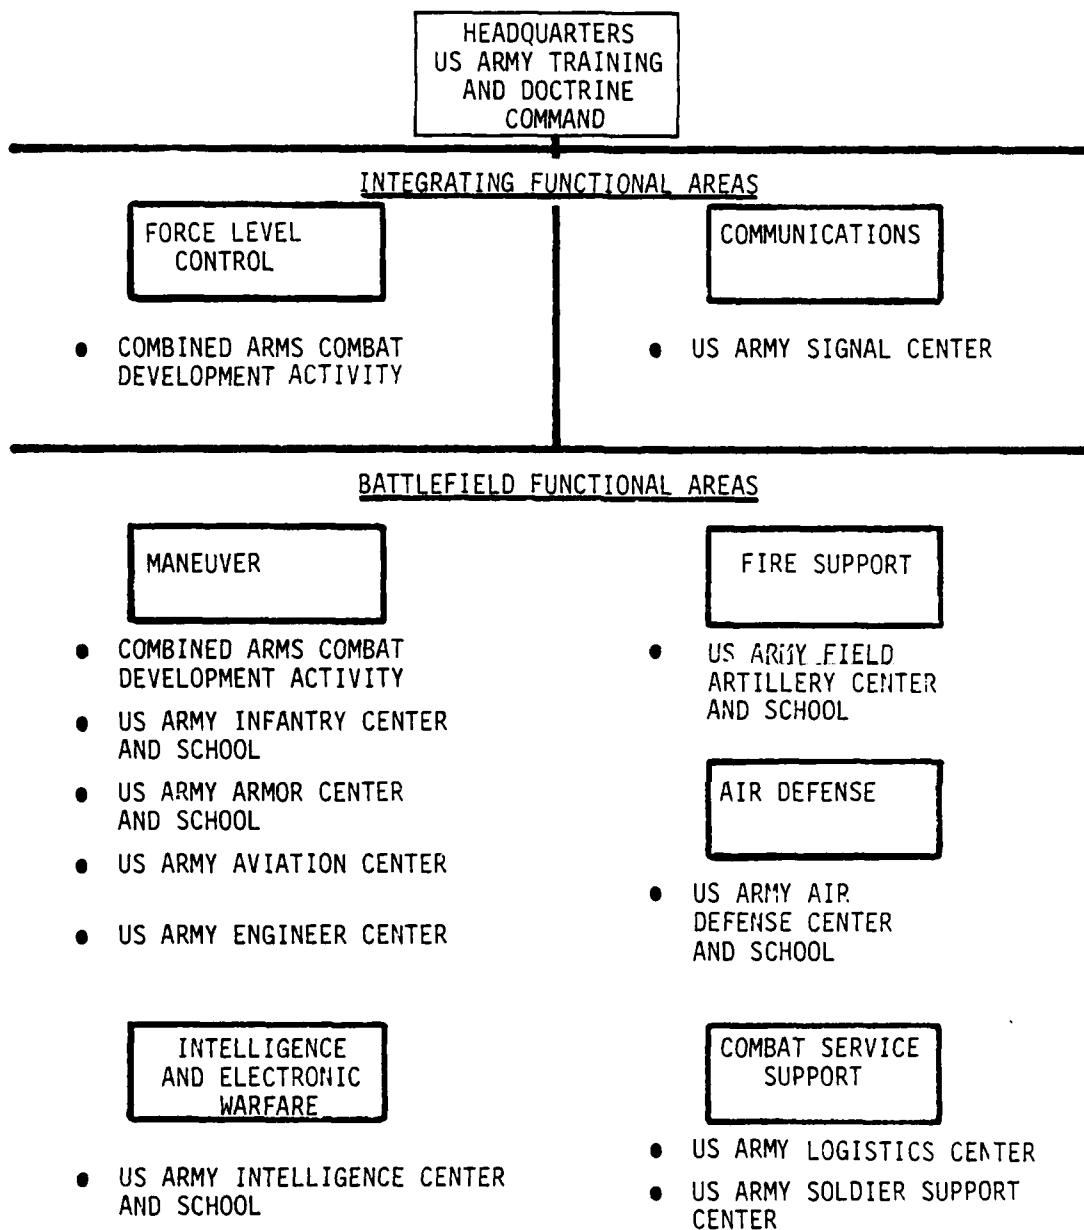 HEADQUARTERS
US ARMY TRAINING
AND DOCTRINE
COMMAND
INTEGRATING FUNCTIONAL AREAS
FORCE LEVEL
CONTROL
● COMBINED ARMS COMBAT
DEVELOPMENT ACTIVITY
COMMUNICATIONS
● US ARMY SIGNAL CENTER
BATTLEFIELD FUNCTIONAL AREAS
MANEUVER
● COMBINED ARMS COMBAT
DEVELOPMENT ACTIVITY
● US ARMY INFANTRY CENTER
AND SCHOOL
● US ARMY ARMOR CENTER
AND SCHOOL
● US ARMY AVIATION CENTER
● US ARMY ENGINEER CENTER
FIRE SUPPORT
● US ARMY FIELD
ARTILLERY CENTER
AND SCHOOL
AIR DEFENSE
● US ARMY AIR
DEFENSE CENTER
AND SCHOOL
INTELLIGENCE
AND ELECTRONIC
WARFARE
● US ARMY INTELLIGENCE CENTER
AND SCHOOL
COMBAT SERVICE
SUPPORT
● US ARMY LOGISTICS CENTER
● US ARMY SOLDIER SUPPORT
CENTER